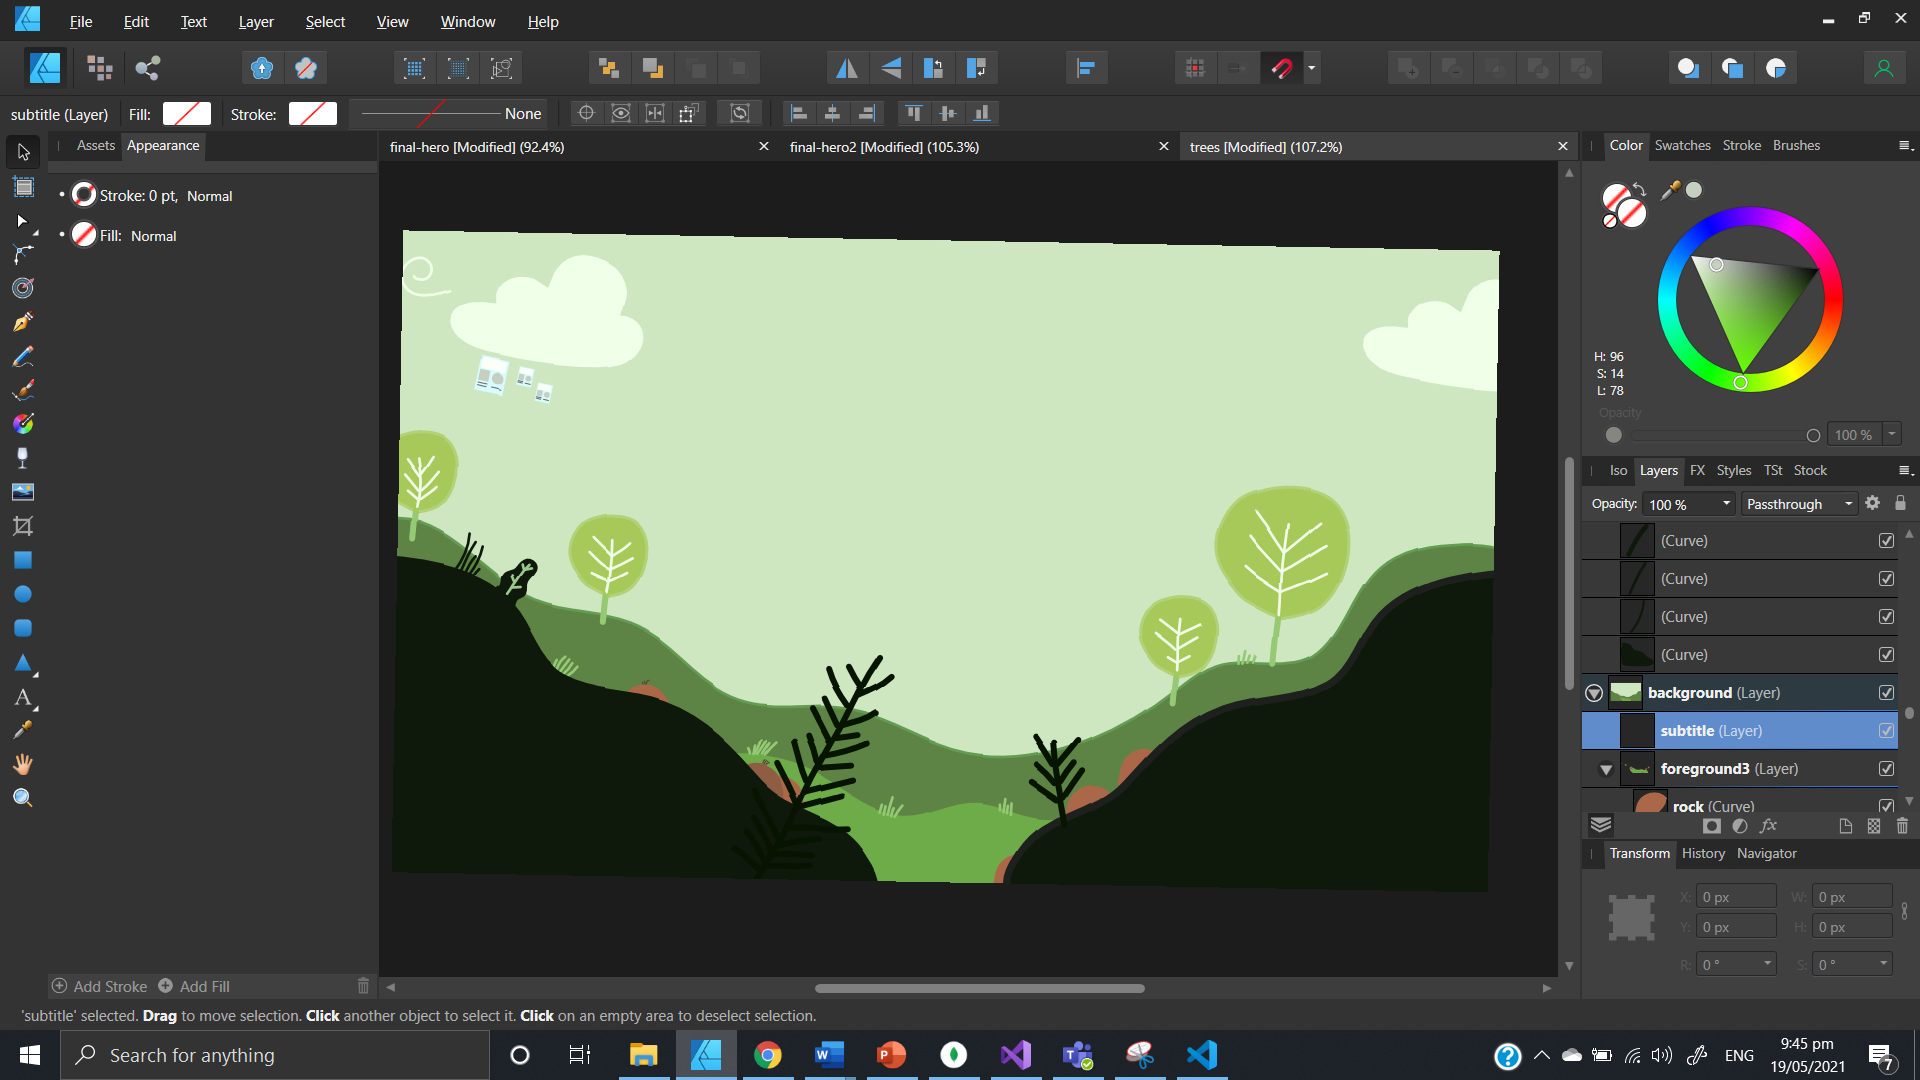 File Edit Text Layer Select View Window Help
subtitle (Layer) Fill: Stroke: None
Assets Appearance
Stroke: 0 pt, Normal
Fill: Normal
Add Stroke Add Fill
final-hero [Modified] (92.4%) final-hero2 [Modified] (105.3%) trees [Modified] (107.2%)
Color Swatches Stroke Brushes
H: 96
S: 14
L: 78
Opacity
100 %
Iso Layers FX Styles TSt Stock
Opacity: 100 % Passthrough
(Curve)
(Curve)
(Curve)
(Curve)
background (Layer)
subtitle (Layer)
foreground3 (Layer)
rock (Curve)
fx
Transform History Navigator
X: 0 px W: 0 px
Y: 0 px H: 0 px
R: 0 ° S: 0 °
'subtitle' selected. Drag to move selection. Click another object to select it. Click on an empty area to deselect selection.
Search for anything
ENG
9:45 pm
19/05/2021
7